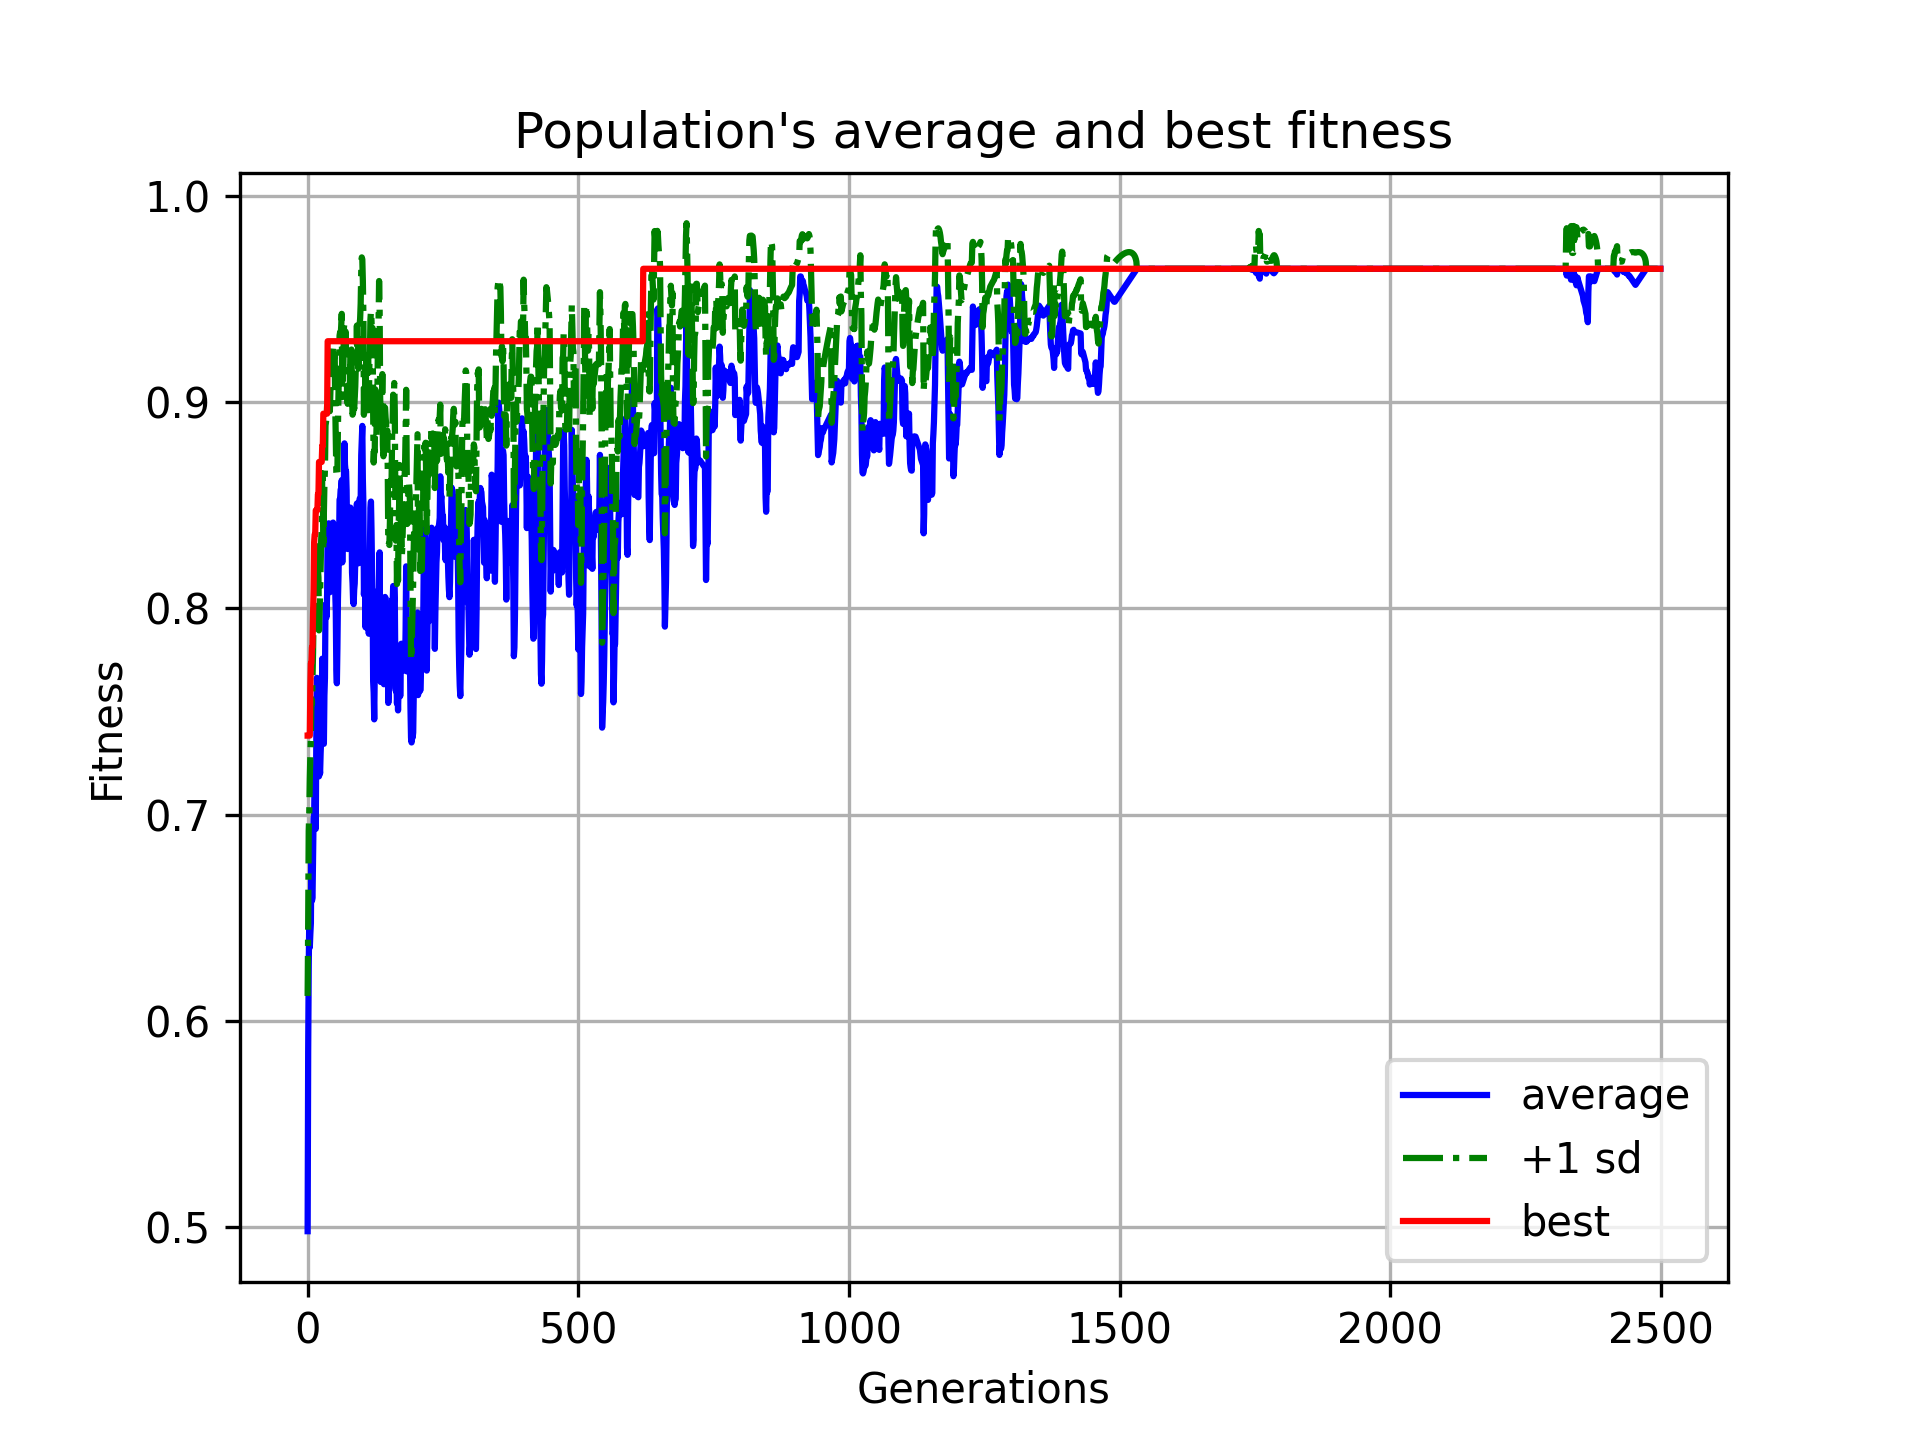 Population's average and best fitness
1.0
0.9
0.8
0.7
0.6
0.5
Fitness
average
+1 sd
best
0 500 1000 1500 2000 2500
Generations